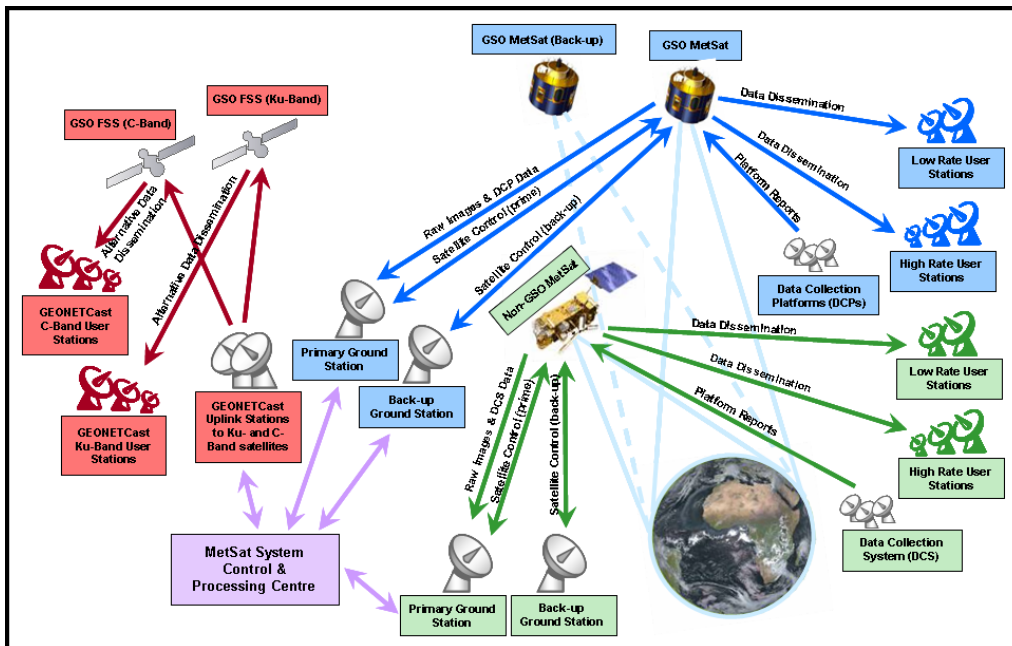 GSO MetSat (Back-up)
GSO MetSat
GSO FSS (Ku-Band)
GSO FSS (C-Band)
Data Dissemination
Data Dissemination
Platform Reports
Low Rate User
Stations
High Rate User
Stations
Data Collection
Platforms (DCPs)
Raw Images & DCP Data
Satellite Control (prime)
Satellite Control (back-up)
Alternative Data
Dissemination
Alternative Data Dissemination
GEONETCast
C-Band User
Stations
GEONETCast
Ku-Band User
Stations
GEONETCast
Uplink Stations
to Ku- and C-
Band satellites
Primary Ground
Station
Back-up
Ground Station
Non-GSO MetSat
Data Dissemination
Data Dissemination
Platform Reports
Low Rate User
Stations
High Rate User
Stations
Data Collection
System (DCS)
Raw Images & DCS Data
Satellite Control (prime)
Satellite Control (back-up)
MetSat System
Control &
Processing Centre
Primary Ground
Station
Back-up
Ground Station